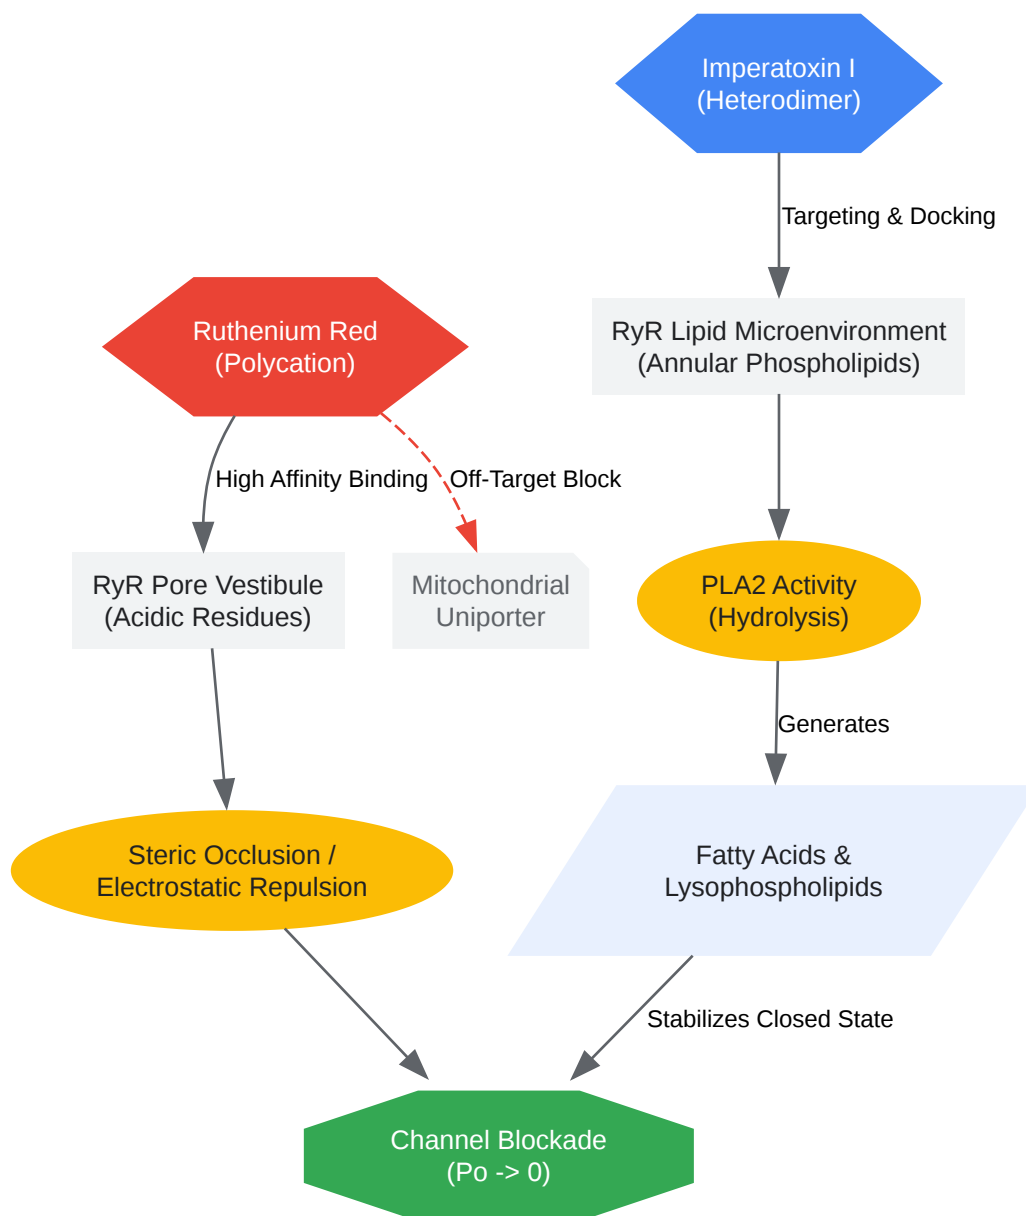 Imperatoxin I
(Heterodimer)
Targeting & Docking
Ruthenium Red
(Polycation)
RyR Lipid Microenvironment
(Annular Phospholipids)
High Affinity Binding
Off-Target Block
RyR Pore Vestibule
(Acidic Residues)
Mitochondrial
Uniporter
PLA2 Activity
(Hydrolysis)
Generates
Steric Occlusion /
Electrostatic Repulsion
Fatty Acids &
Lysophospholipids
Stabilizes Closed State
Channel Blockade
(Po -> 0)